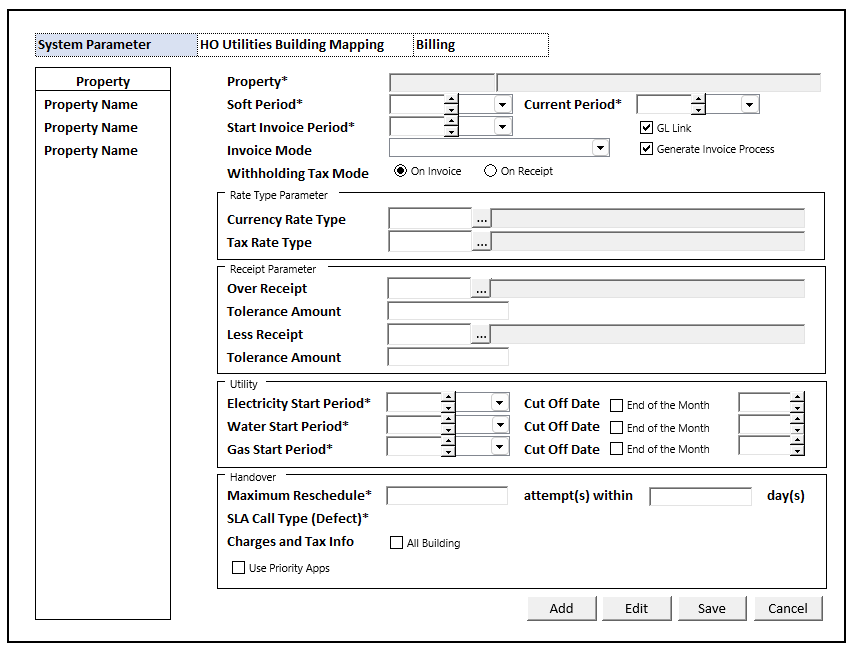 System Parameter HO Utilities Building Mapping Billing
Property
Property Name
Property Name
Property Name
Property*
Soft Period* Current Period*
Start Invoice Period* GL Link
Invoice Mode Generate Invoice Process
Withholding Tax Mode On Invoice On Receipt
Rate Type Parameter
Currency Rate Type ...
Tax Rate Type ...
Receipt Parameter
Over Receipt ...
Tolerance Amount
Less Receipt ...
Tolerance Amount
Utility
Electricity Start Period* Cut Off Date End of the Month
Water Start Period* Cut Off Date End of the Month
Gas Start Period* Cut Off Date End of the Month
Handover
Maximum Reschedule* attempt(s) within day(s)
SLA Call Type (Defect)*
Charges and Tax Info All Building
Use Priority Apps
Add Edit Save Cancel